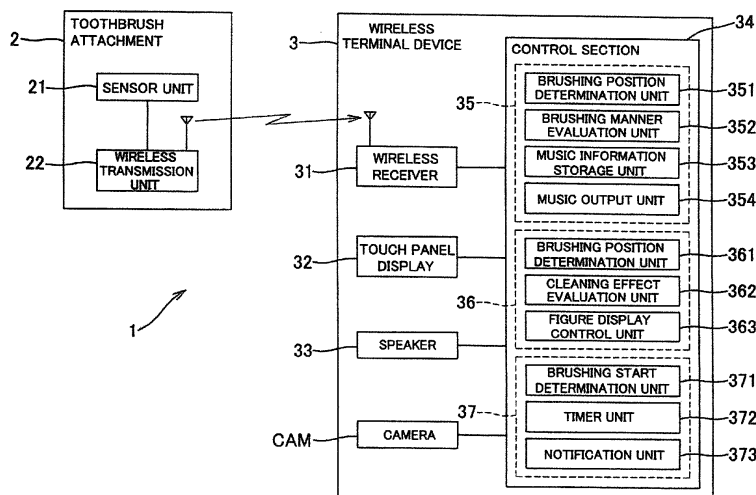 TOOTHBRUSH
ATTACHMENT
2
SENSOR UNIT
21
WIRELESS
TRANSMISSION
UNIT
22
1
WIRELESS
TERMINAL DEVICE
3
WIRELESS
RECEIVER
31
TOUCH PANEL
DISPLAY
32
SPEAKER
33
CAMERA
CAM
34
CONTROL SECTION
35
BRUSHING POSITION
DETERMINATION UNIT
351
BRUSHING MANNER
EVALUATION UNIT
352
MUSIC INFORMATION
STORAGE UNIT
353
MUSIC OUTPUT UNIT
354
36
BRUSHING POSITION
DETERMINATION UNIT
361
CLEANING EFFECT
EVALUATION UNIT
362
FIGURE DISPLAY
CONTROL UNIT
363
37
BRUSHING START
DETERMINATION UNIT
371
TIMER UNIT
372
NOTIFICATION UNIT
373